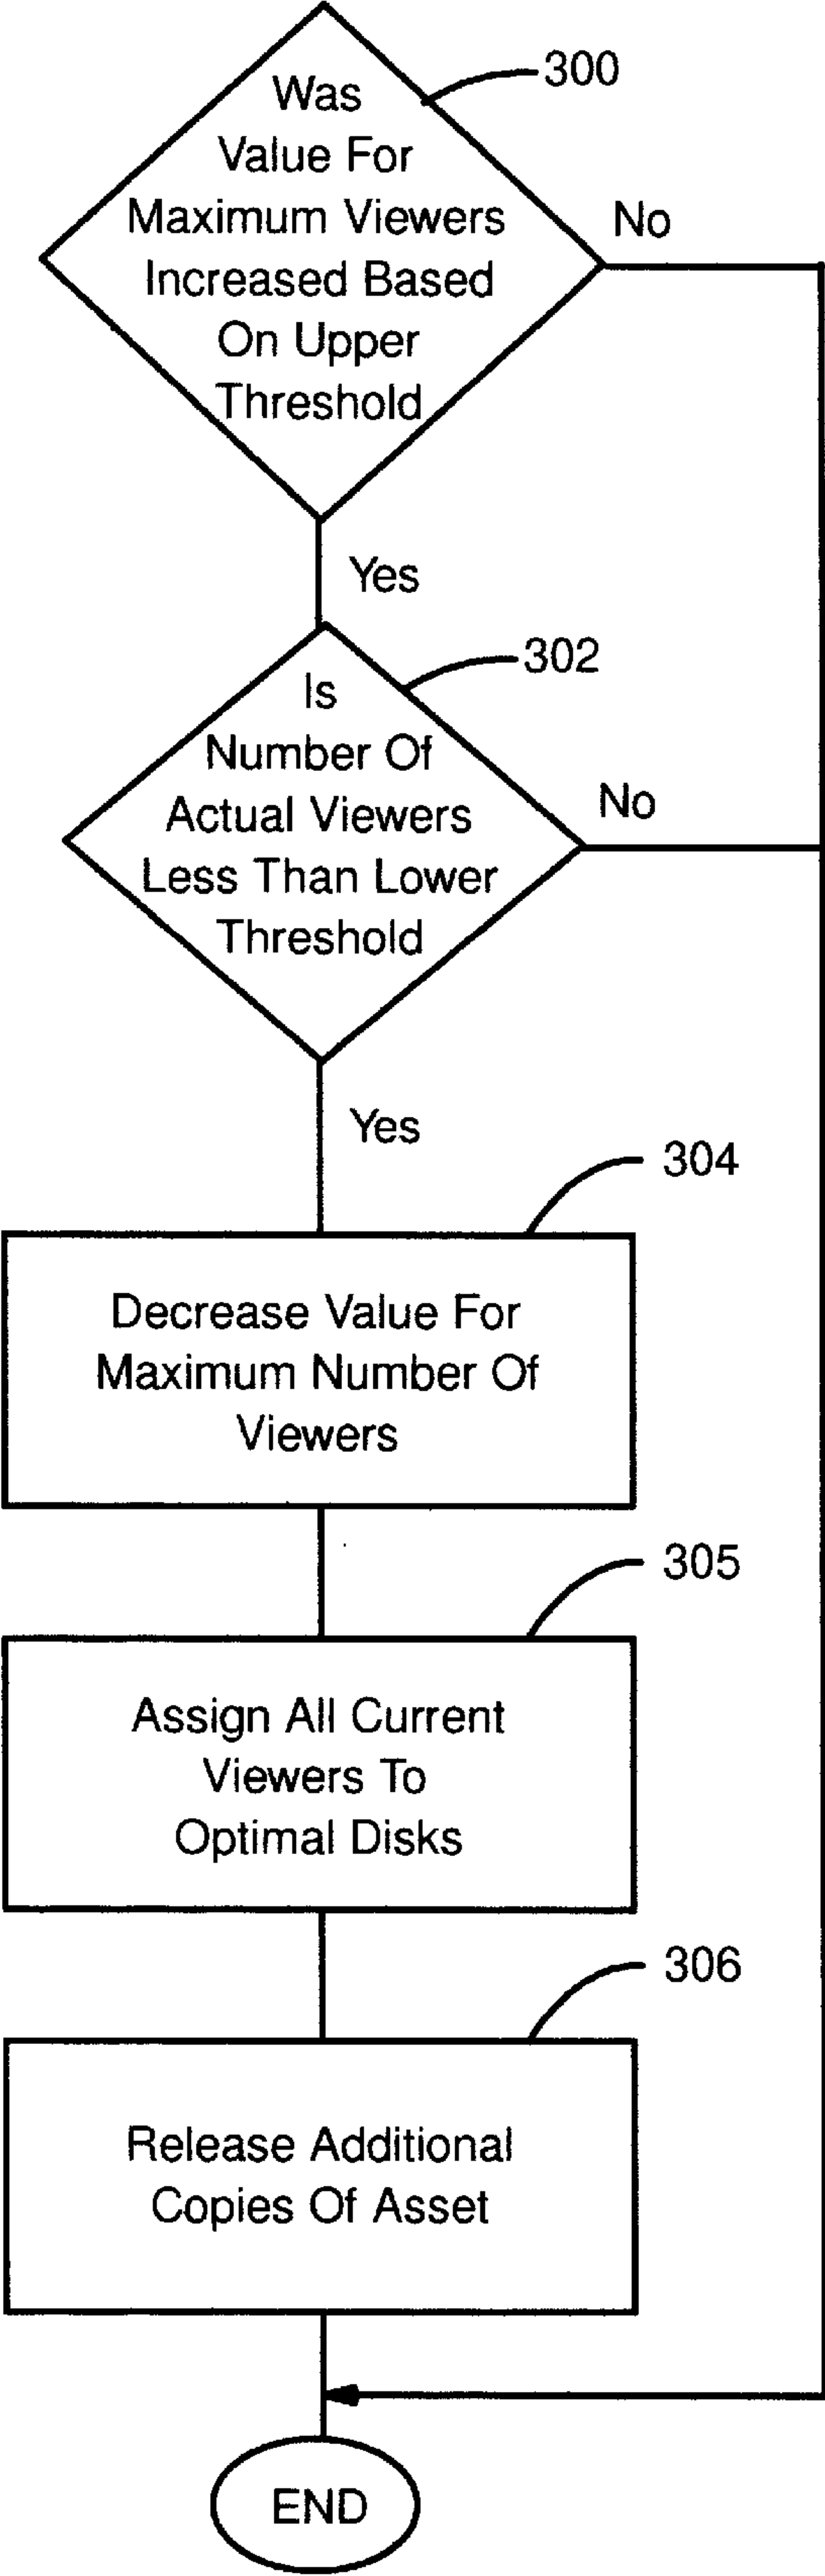 300
Was
Value For
Maximum Viewers
Increased Based
On Upper
Threshold
No
Yes
302
Is
Number Of
Actual Viewers
Less Than Lower
Threshold
No
Yes
304
Decrease Value For
Maximum Number Of
Viewers
305
Assign All Current
Viewers To
Optimal Disks
306
Release Additional
Copies Of Asset
END